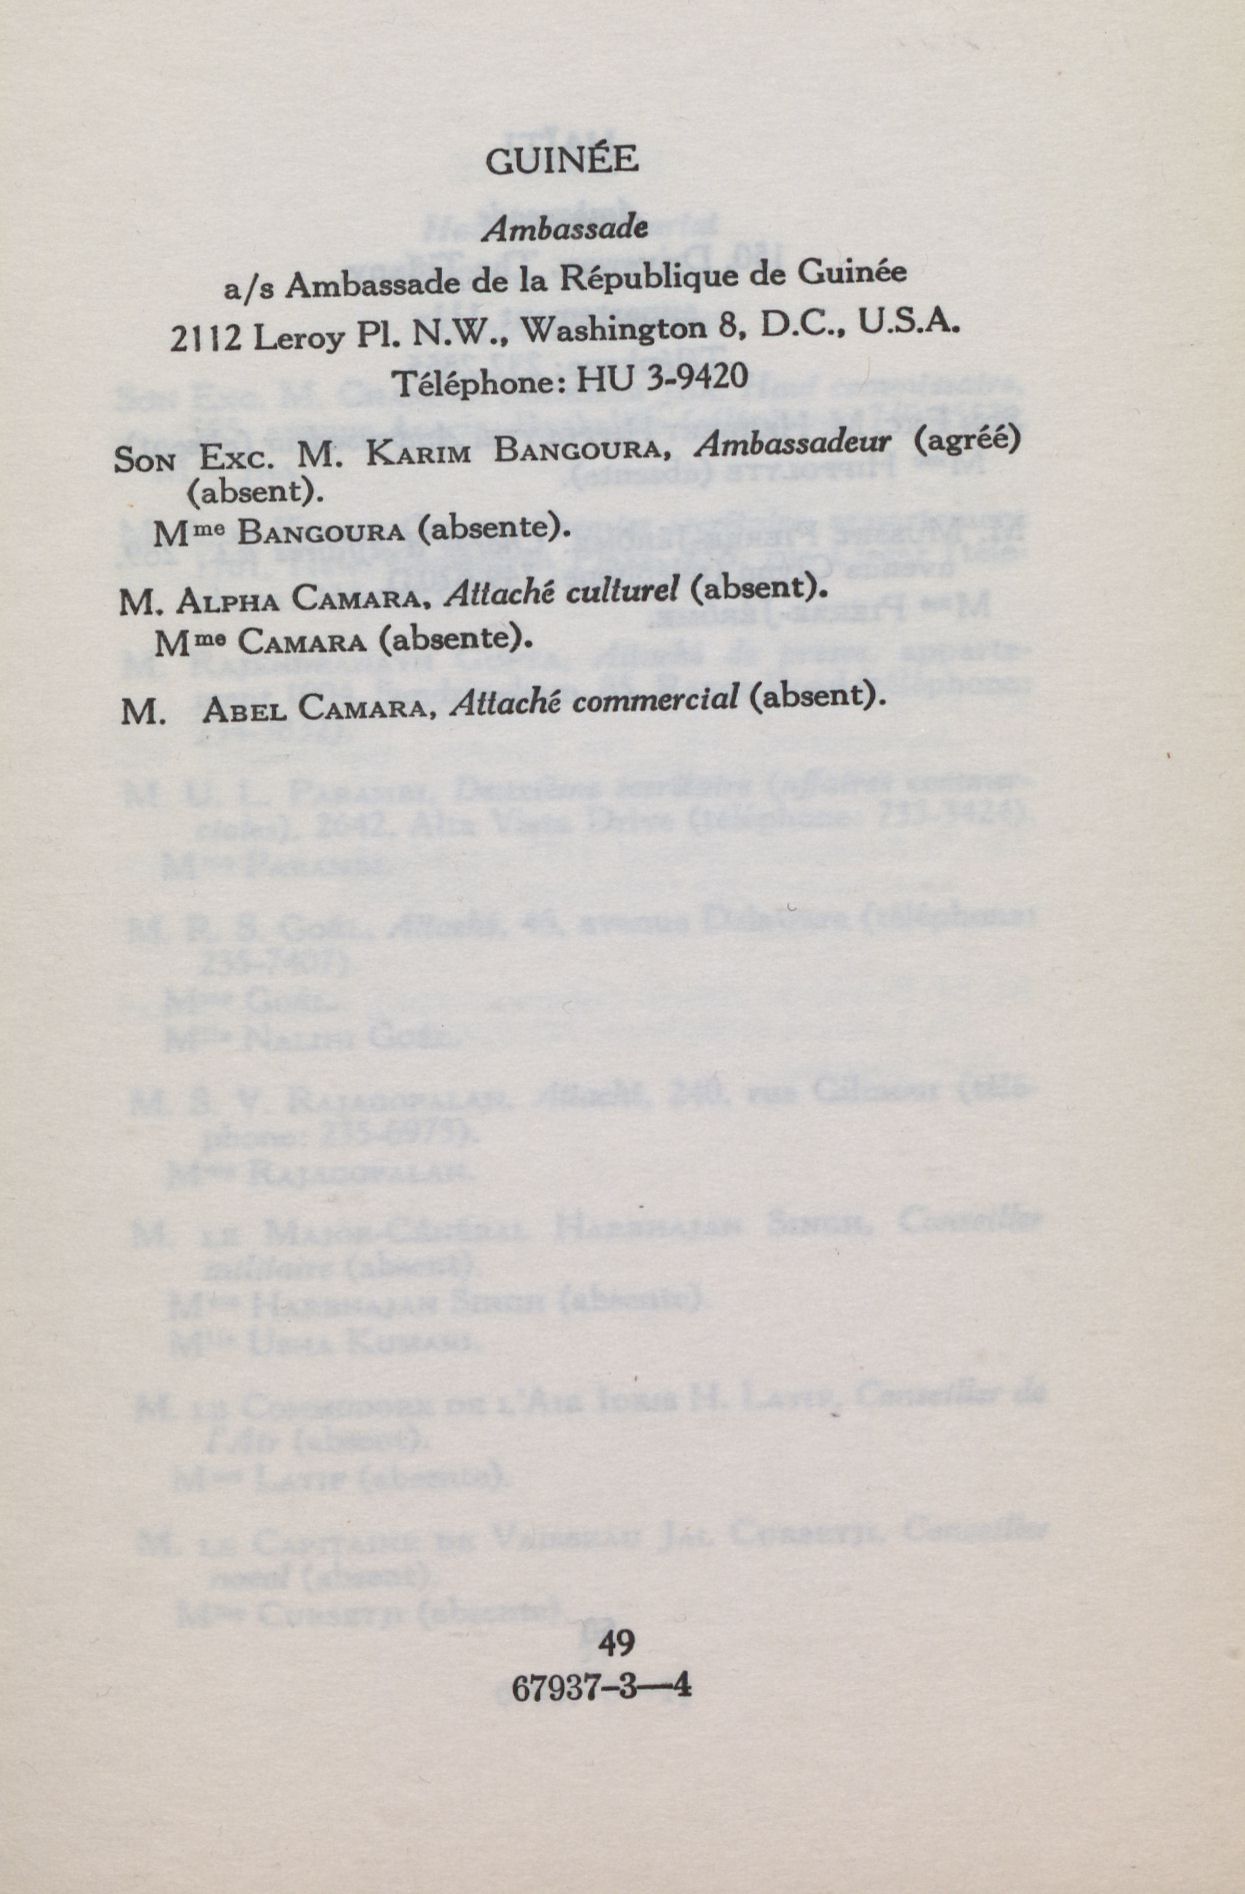 GUINÉE
Ambassade
a/s Ambassade de la République de Guinée
2112 Leroy Pl. N.W., Washington 8, D.C., U.S.A.
Téléphone: HU 3-9420
SON EXC. M. KARIM BANGOURA, Ambassadeur (agréé)
(absent).
Mme BANGOURA (absente).
M. ALPHA CAMARA, Attaché culturel (absent).
Mme CAMARA (absente).
M. ABEL CAMARA, Attaché commercial (absent).
49
67937-3—4